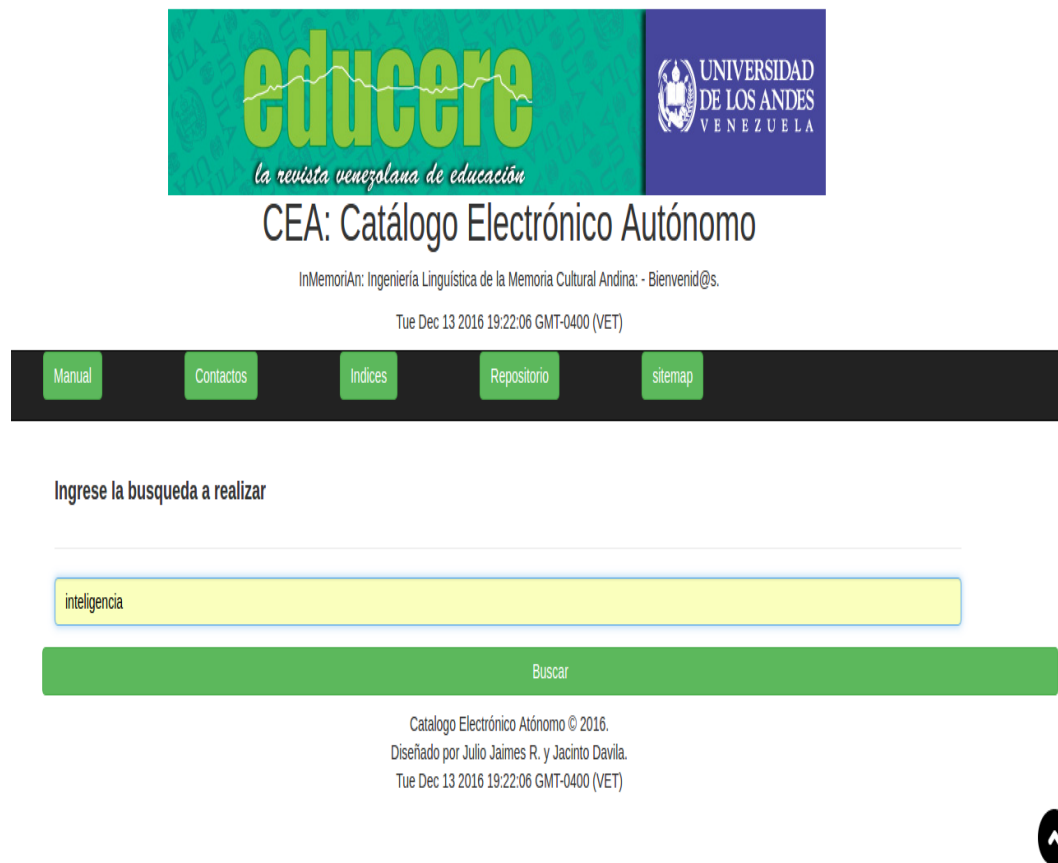 educere
la revista venezolana de educación
UNIVERSIDAD
DE LOS ANDES
VENEZUELA
CEA: Catálogo Electrónico Autónomo
InMemoriAn: Ingeniería Linguística de la Memoria Cultural Andina: - Bienvenid@s.
Tue Dec 13 2016 19:22:06 GMT-0400 (VET)
Manual Contactos Indices Repositorio sitemap
Ingrese la busqueda a realizar
inteligencia
Buscar
Catalogo Electrónico Atónomo © 2016.
Diseñado por Julio Jaimes R. y Jacinto Davila.
Tue Dec 13 2016 19:22:06 GMT-0400 (VET)